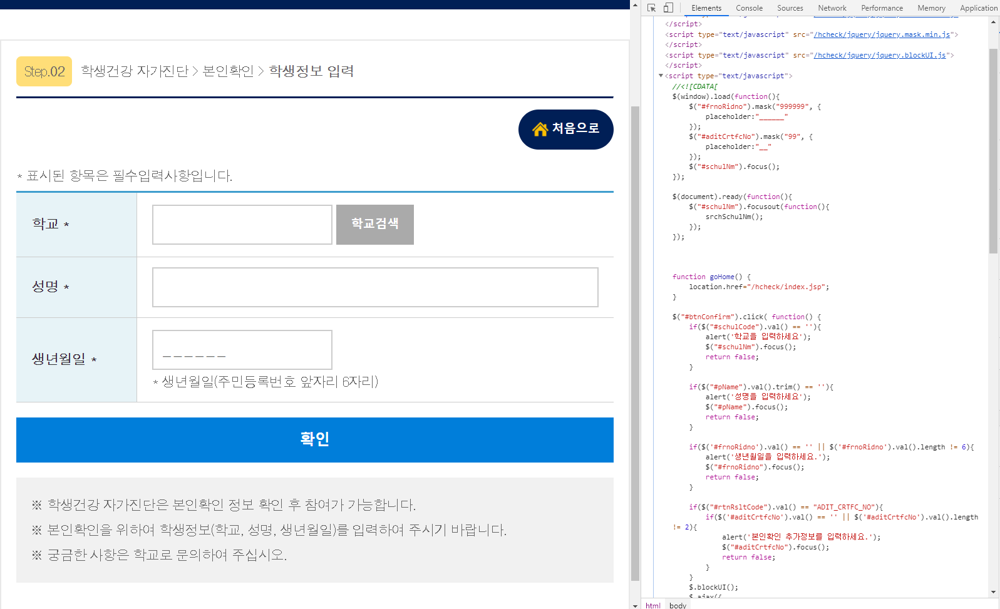 Step.02 학생건강 자가진단 > 본인확인 > 학생정보 입력
처음으로
* 표시된 항목은 필수입력사항입니다.
학교 *
학교검색
성명 *
생년월일 *
______
* 생년월일(주민등록번호 앞자리 6자리)
확인
※ 학생건강 자가진단은 본인확인 정보 확인 후 참여가 가능합니다.
※ 본인확인을 위하여 학생정보(학교, 성명, 생년월일)를 입력하여 주시기 바랍니다.
※ 궁금한 사항은 학교로 문의하여 주십시오.
Elements Console Sources Network Performance Memory Application
</script>
<script type="text/javascript" src="/hcheck/jquery/jquery.mask.min.js">
</script>
<script type="text/javascript" src="/hcheck/jquery/jquery.blockUI.js">
</script>
▼<script type="text/javascript">
//<![CDATA[
$(window).load(function(){
$("#frnoRidno").mask("999999", {
placeholder:"______"
});
$("#aditCrtfcNo").mask("99", {
placeholder:"__"
});
$("#schulNm").focus();
});
$(document).ready(function(){
$("#schulNm").focusout(function(){
srchSchulNm();
});
});
function goHome() {
location.href="/hcheck/index.jsp";
}
$("#btnConfirm").click( function() {
if($("#schulCode").val() == ''){
alert('학교을 입력하세요');
$("#schulNm").focus();
return false;
}
if($("#pName").val().trim() == ''){
alert('성명을 입력하세요');
$("#pName").focus();
return false;
}
if($('#frnoRidno').val() == '' || $('#frnoRidno').val().length != 6){
alert('생년월일을 입력하세요.');
$("#frnoRidno").focus();
return false;
}
if($("#rtnRsltCode").val() == "ADIT_CRTFC_NO"){
if($('#aditCrtfcNo').val() == '' || $('#aditCrtfcNo').val().length
!= 2){
alert('본인확인 추가정보를 입력하세요.');
$("#aditCrtfcNo").focus();
return false;
}
}
$.blockUI();
$.ajax({
html body